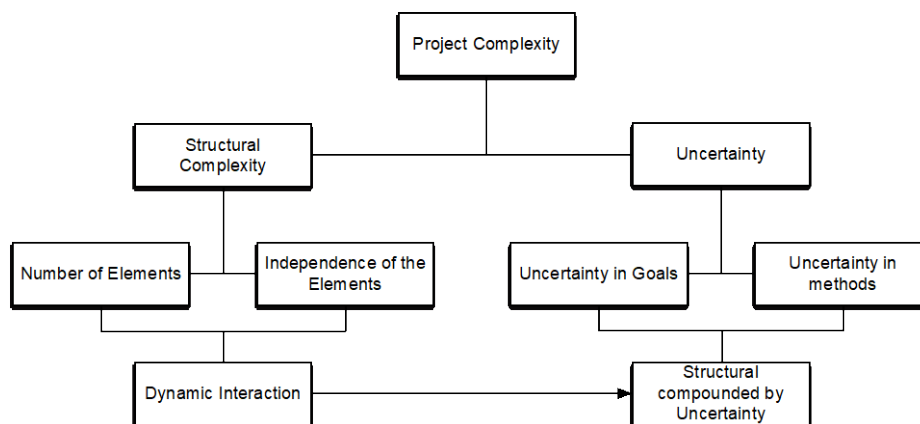 Project Complexity
Structural
Complexity
Uncertainty
Number of Elements
Independence of the
Elements
Uncertainty in Goals
Uncertainty in
methods
Dynamic Interaction
Structural
compounded by
Uncertainty